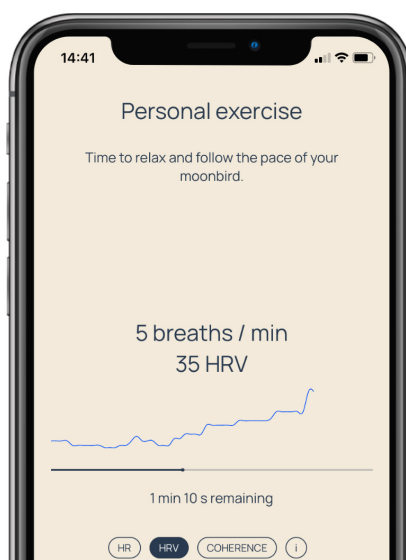 14:41
Personal exercise
Time to relax and follow the pace of your
moonbird.
5 breaths / min
35 HRV
1 min 10 s remaining
HR HRV COHERENCE i